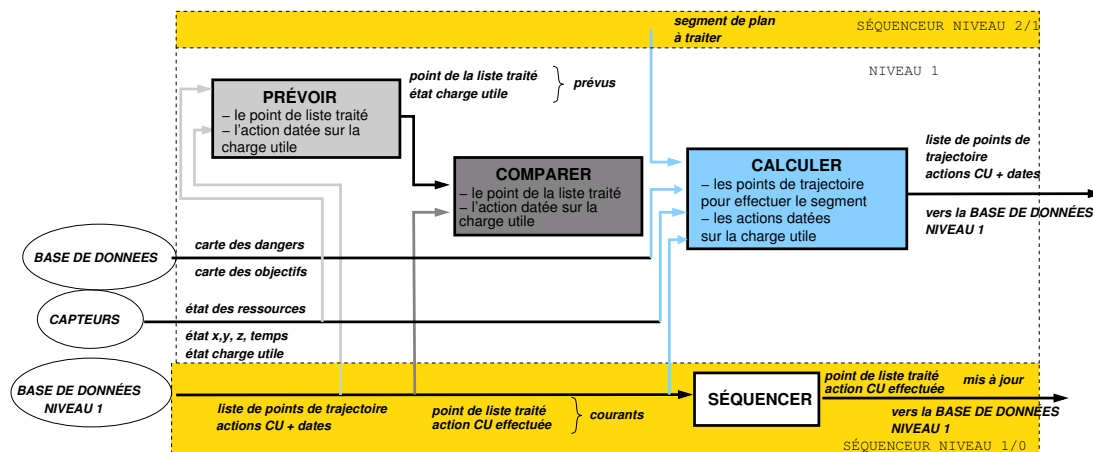 segment de plan
à traiter
SÉQUENCEUR NIVEAU 2/1
NIVEAU 1
point de la liste traité
état charge utile
prévus
PRÉVOIR
– le point de liste traité
– l'action datée sur la
charge utile
COMPARER
– le point de la liste traité
– l'action datée sur la
charge utile
CALCULER
– les points de trajectoire
pour effectuer le segment
– les actions datées
sur la charge utile
liste de points de
trajectoire
actions CU + dates
vers la BASE DE DONNÉES
NIVEAU 1
BASE DE DONNEES
carte des dangers
carte des objectifs
CAPTEURS
état des ressources
état x,y, z, temps
état charge utile
BASE DE DONNÉES
NIVEAU 1
liste de points de trajectoire
actions CU + dates
point de liste traité
action CU effectuée
courants
SÉQUENCER
point de liste traité
action CU effectuée
mis à jour
vers la BASE DE DONNÉES
NIVEAU 1
SÉQUENCEUR NIVEAU 1/0